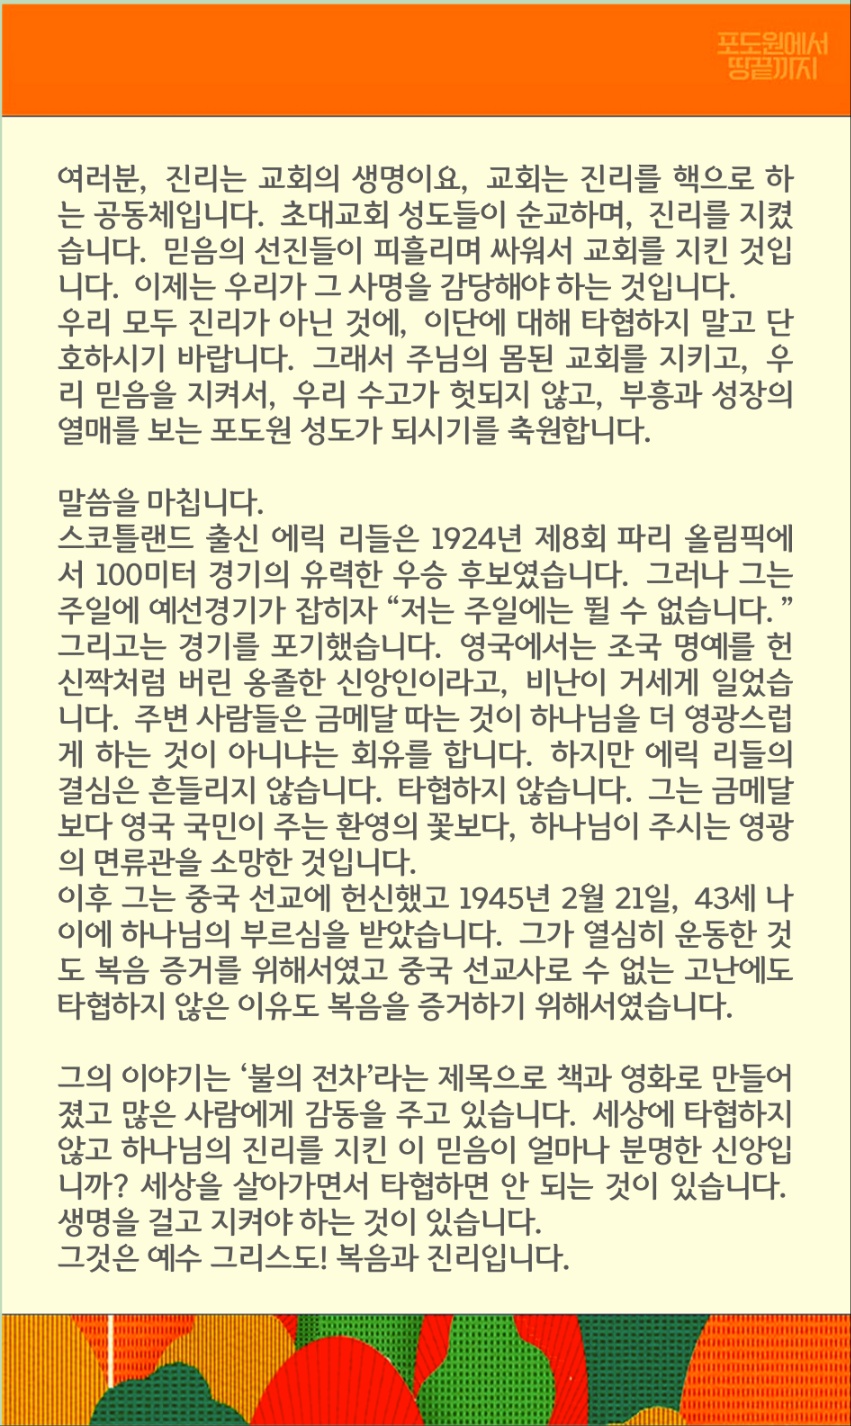 포도원에서
땅끝까지
여러분, 진리는 교회의 생명이요, 교회는 진리를 핵으로 하
는 공동체입니다. 초대교회 성도들이 순교하며, 진리를 지켰
습니다. 믿음의 선진들이 피흘리며 싸워서 교회를 지킨 것입
니다. 이제는 우리가 그 사명을 감당해야 하는 것입니다.
우리 모두 진리가 아닌 것에, 이단에 대해 타협하지 말고 단
호하시기 바랍니다. 그래서 주님의 몸된 교회를 지키고, 우
리 믿음을 지켜서, 우리 수고가 헛되지 않고, 부흥과 성장의
열매를 보는 포도원 성도가 되시기를 축원합니다.
말씀을 마칩니다.
스코틀랜드 출신 에릭 리들은 1924년 제8회 파리 올림픽에
서 100미터 경기의 유력한 우승 후보였습니다. 그러나 그는
주일에 예선경기가 잡히자 “저는 주일에는 뛸 수 없습니다.”
그리고는 경기를 포기했습니다. 영국에서는 조국 명예를 헌
신짝처럼 버린 옹졸한 신앙인이라고, 비난이 거세게 일었습
니다. 주변 사람들은 금메달 따는 것이 하나님을 더 영광스럽
게 하는 것이 아니냐는 회유를 합니다. 하지만 에릭 리들의
결심은 흔들리지 않습니다. 타협하지 않습니다. 그는 금메달
보다 영국 국민이 주는 환영의 꽃보다, 하나님이 주시는 영광
의 면류관을 소망한 것입니다.
이후 그는 중국 선교에 헌신했고 1945년 2월 21일, 43세 나
이에 하나님의 부르심을 받았습니다. 그가 열심히 운동한 것
도 복음 증거를 위해서였고 중국 선교사로 수 없는 고난에도
타협하지 않은 이유도 복음을 증거하기 위해서였습니다.
그의 이야기는 ‘불의 전차’라는 제목으로 책과 영화로 만들어
졌고 많은 사람에게 감동을 주고 있습니다. 세상에 타협하지
않고 하나님의 진리를 지킨 이 믿음이 얼마나 분명한 신앙입
니까? 세상을 살아가면서 타협하면 안 되는 것이 있습니다.
생명을 걸고 지켜야 하는 것이 있습니다.
그것은 예수 그리스도! 복음과 진리입니다.